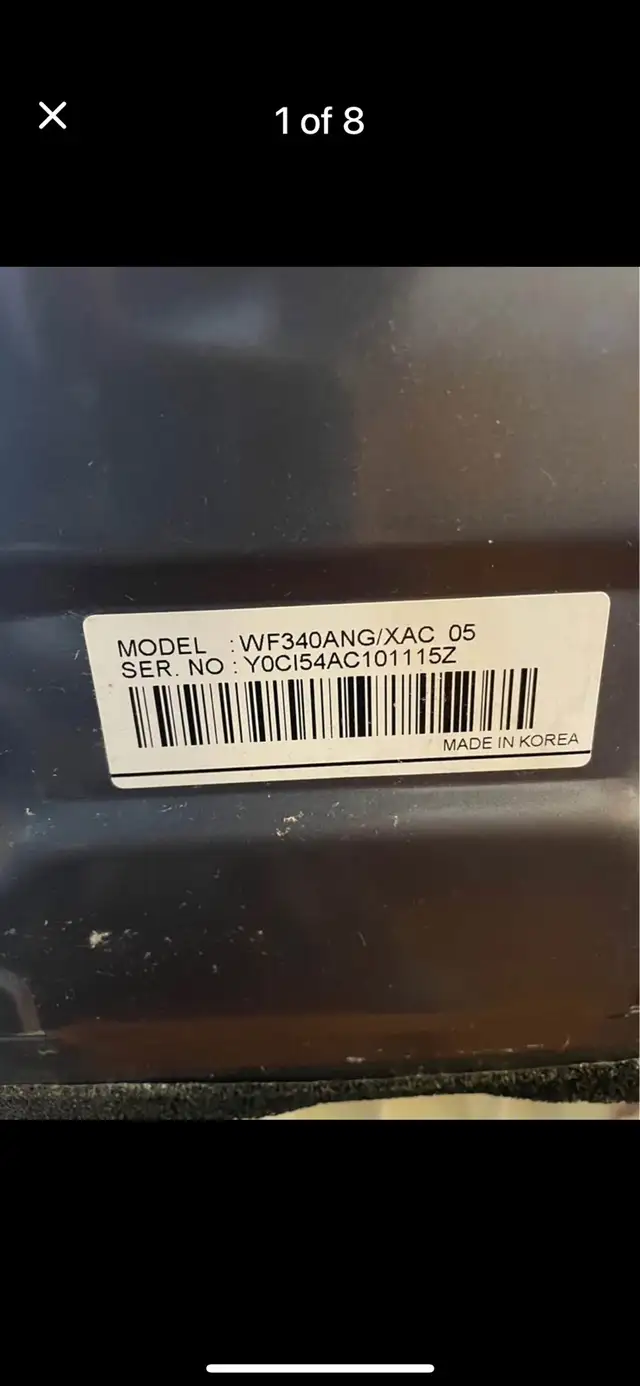 1 of 8
MODEL : WF340ANG/XAC 05
SER. NO : Y0CI54AC101115Z
MADE IN KOREA